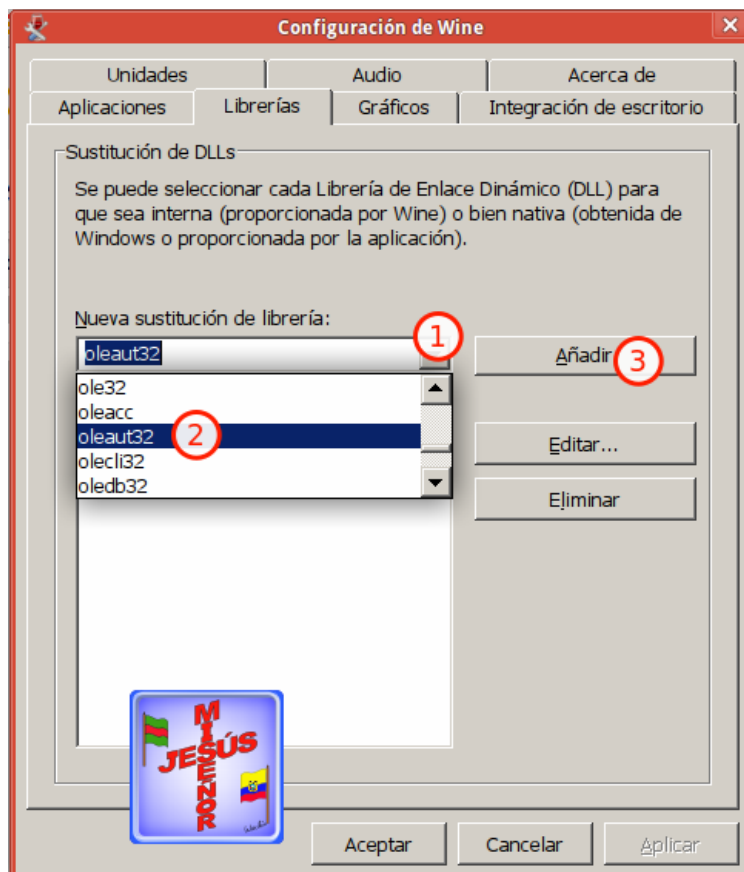 Configuración de Wine
Unidades
Audio
Acerca de
Aplicaciones
Librerías
Gráficos
Integración de escritorio
Sustitución de DLLs
Se puede seleccionar cada Librería de Enlace Dinámico (DLL) para
que sea interna (proporcionada por Wine) o bien nativa (obtenida de
Windows o proporcionada por la aplicación).
Nueva sustitución de librería:
oleaut32
1
Añadir
3
ole32
oleacc
oleaut32
2
olecli32
oledb32
Editar...
Eliminar
MI SEÑOR
JESÚS
Aceptar
Cancelar
Aplicar